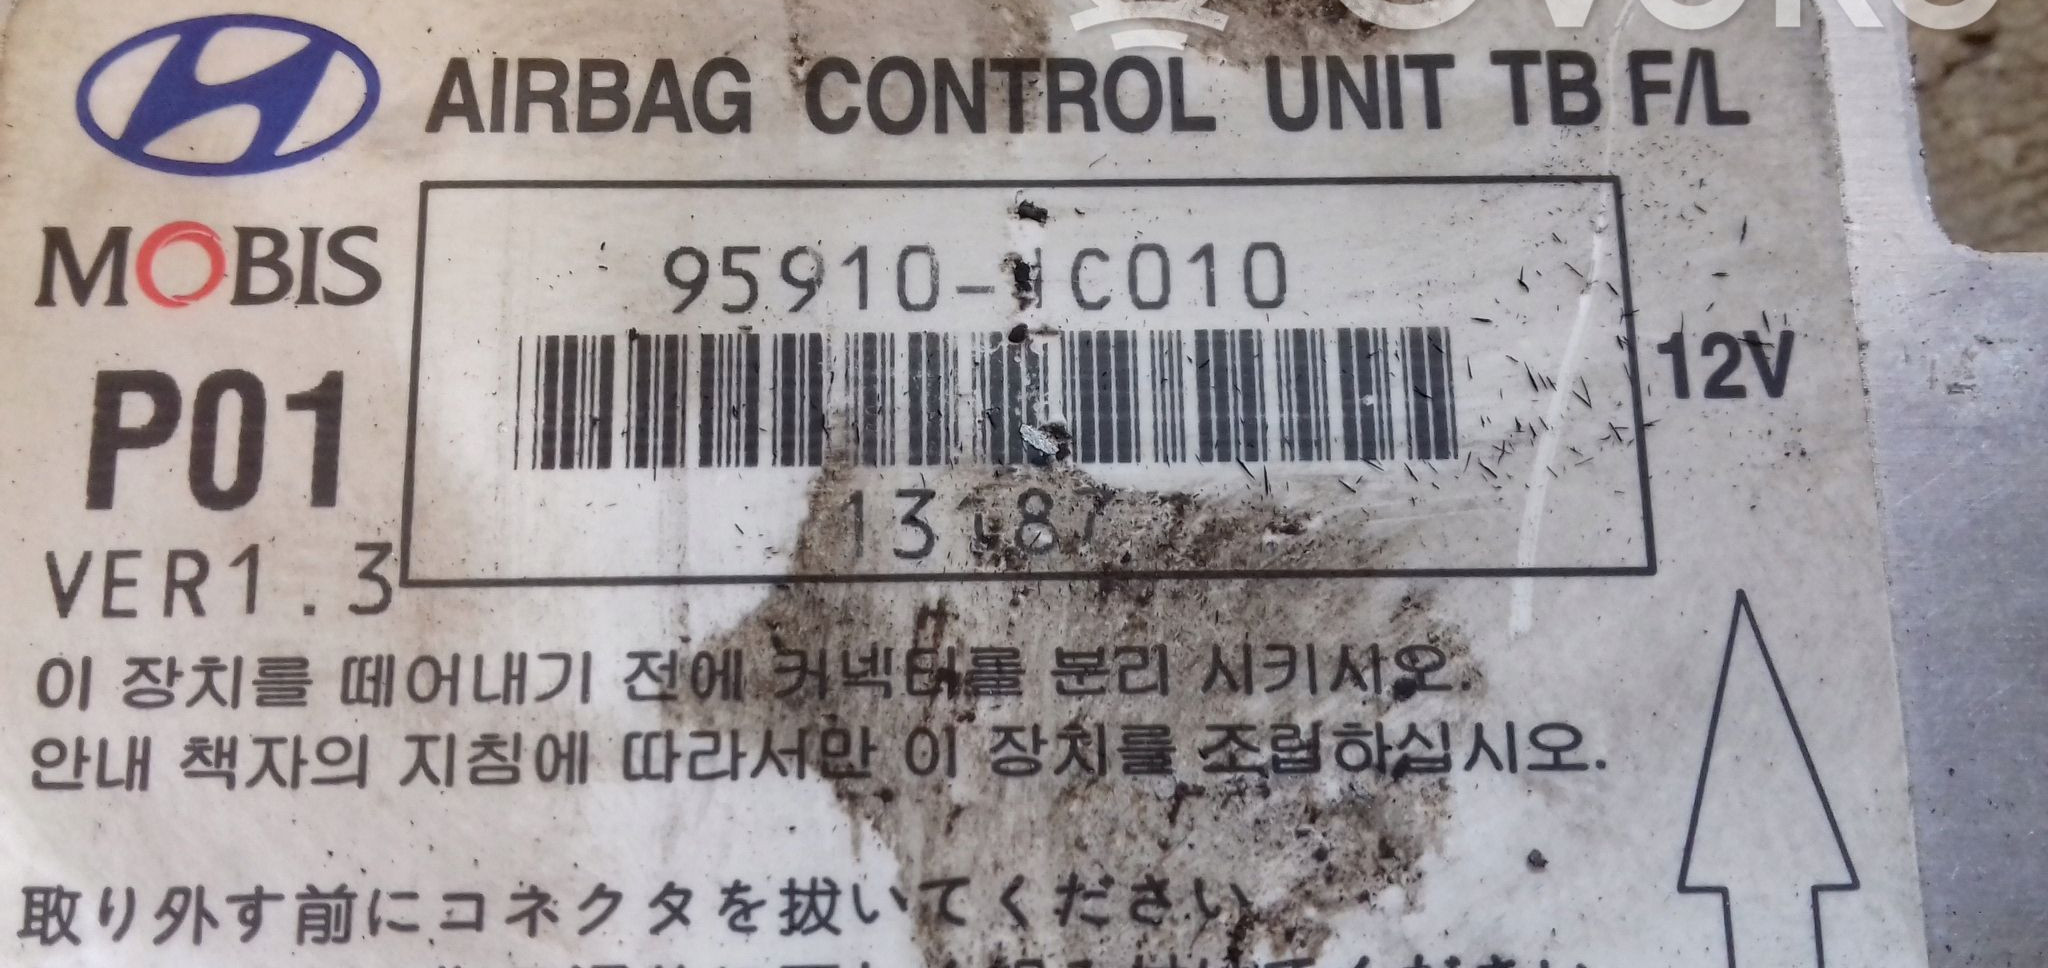 AIRBAG CONTROL UNIT TB F/L
MOBIS
95910-1C010
P01
12V
13187
VER1.3
이 장치를 떼어내기 전에 커넥터를 분리 시키시오.
안내 책자의 지침에 따라서만 이 장치를 조립하십시오.
取り外す前にコネクタを抜いてください